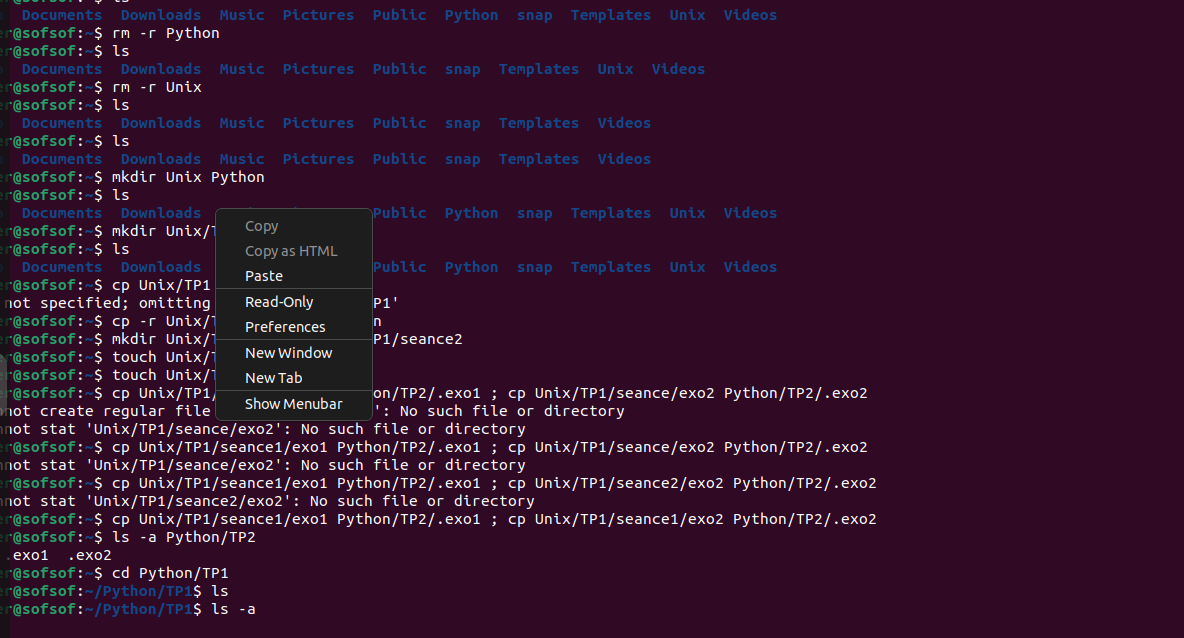 ls
Documents Downloads Music Pictures Public Python snap Templates Unix Videos
r@sofsof:~$ rm -r Python
r@sofsof:~$ ls
Documents Downloads Music Pictures Public snap Templates Unix Videos
r@sofsof:~$ rm -r Unix
r@sofsof:~$ ls
Documents Downloads Music Pictures Public snap Templates Videos
r@sofsof:~$ ls
Documents Downloads Music Pictures Public snap Templates Videos
r@sofsof:~$ mkdir Unix Python
r@sofsof:~$ ls
Documents Downloads Public Python snap Templates Unix Videos
r@sofsof:~$ mkdir Unix/T
r@sofsof:~$ ls
Documents Downloads Public Python snap Templates Unix Videos
r@sofsof:~$ cp Unix/TP1
not specified; omitting P1'
r@sofsof:~$ cp -r Unix/T n
r@sofsof:~$ mkdir Unix/T P1/seance2
r@sofsof:~$ touch Unix/T
r@sofsof:~$ touch Unix/T
r@sofsof:~$ cp Unix/TP1/ on/TP2/.exo1 ; cp Unix/TP1/seance/exo2 Python/TP2/.exo2
not create regular file ': No such file or directory
not stat 'Unix/TP1/seance/exo2': No such file or directory
r@sofsof:~$ cp Unix/TP1/seance1/exo1 Python/TP2/.exo1 ; cp Unix/TP1/seance/exo2 Python/TP2/.exo2
not stat 'Unix/TP1/seance/exo2': No such file or directory
r@sofsof:~$ cp Unix/TP1/seance1/exo1 Python/TP2/.exo1 ; cp Unix/TP1/seance2/exo2 Python/TP2/.exo2
not stat 'Unix/TP1/seance2/exo2': No such file or directory
r@sofsof:~$ cp Unix/TP1/seance1/exo1 Python/TP2/.exo1 ; cp Unix/TP1/seance1/exo2 Python/TP2/.exo2
r@sofsof:~$ ls -a Python/TP2
.exo1 .exo2
r@sofsof:~$ cd Python/TP1
r@sofsof:~/Python/TP1$ ls
r@sofsof:~/Python/TP1$ ls -a
Copy
Copy as HTML
Paste
Read-Only
Preferences
New Window
New Tab
Show Menubar